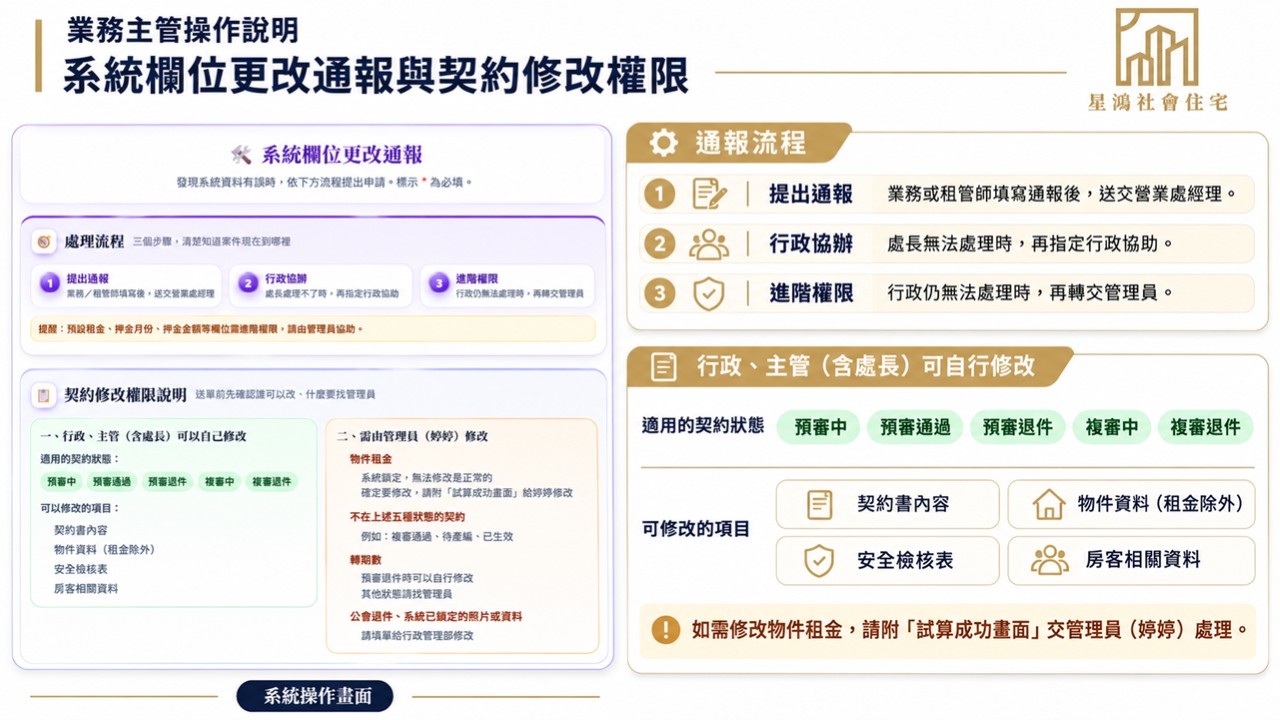 業務主管操作說明
系統欄位更改通報與契約修改權限
星鴻社會住宅
系統欄位更改通報
發現系統資料有誤時，依下方流程提出申請。標示 * 為必填。
處理流程 三個步驟，清楚知道案件現在到哪裡
1 提出通報
業務／租管師填寫後，送交營業處經理
2 行政協辦
處長處理不了時，再指定行政協助
3 進階權限
行政仍無法處理時，再轉交管理員
提醒：預設租金、押金月份、押金金額等欄位需進階權限，請由管理員協助。
契約修改權限說明 送單前先確認誰可以改、什麼要找管理員
一、行政、主管（含處長）可以自己修改
適用的契約狀態：
預審中 預審通過 預審退件 複審中 複審退件
可以修改的項目：
契約書內容
物件資料（租金除外）
安全檢核表
房客相關資料
二、需由管理員（婷婷）修改
物件租金
系統鎖定，無法修改是正常的
確定要修改，請附「試算成功畫面」給婷婷修改
不在上述五種狀態的契約
例如：複審通過、待產編、已生效
轉期數
預審退件時可以自行修改
其他狀態請找管理員
公會退件、系統已鎖定的照片或資料
請填單給行政管理部修改
系統操作畫面
通報流程
1 提出通報 業務或租管師填寫通報後，送交營業處經理。
2 行政協辦 處長無法處理時，再指定行政協助。
3 進階權限 行政仍無法處理時，再轉交管理員。
行政、主管（含處長）可自行修改
適用的契約狀態 預審中 預審通過 預審退件 複審中 複審退件
可修改的項目
契約書內容 物件資料（租金除外）
安全檢核表 房客相關資料
! 如需修改物件租金，請附「試算成功畫面」交管理員（婷婷）處理。